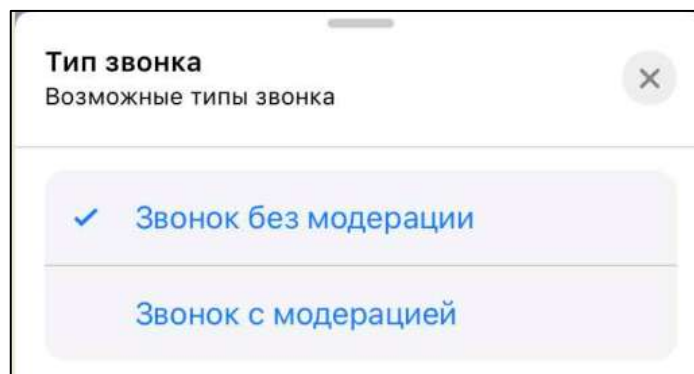 Тип звонка
Возможные типы звонка
Звонок без модерации
Звонок с модерацией